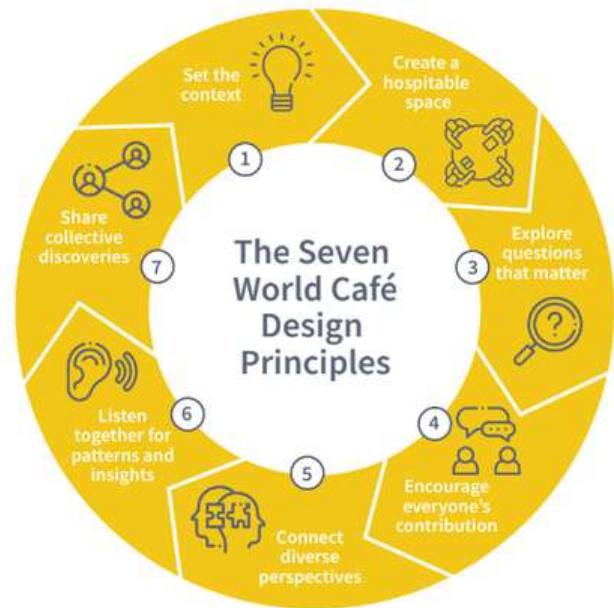 The Seven
World Café
Design
Principles
1
Set the
context
2
Create a
hospitable
space
3
Explore
questions
that matter
?
4
Encourage
everyone's
contribution
5
Connect
diverse
perspectives
6
Listen
together for
patterns and
insights
7
Share
collective
discoveries